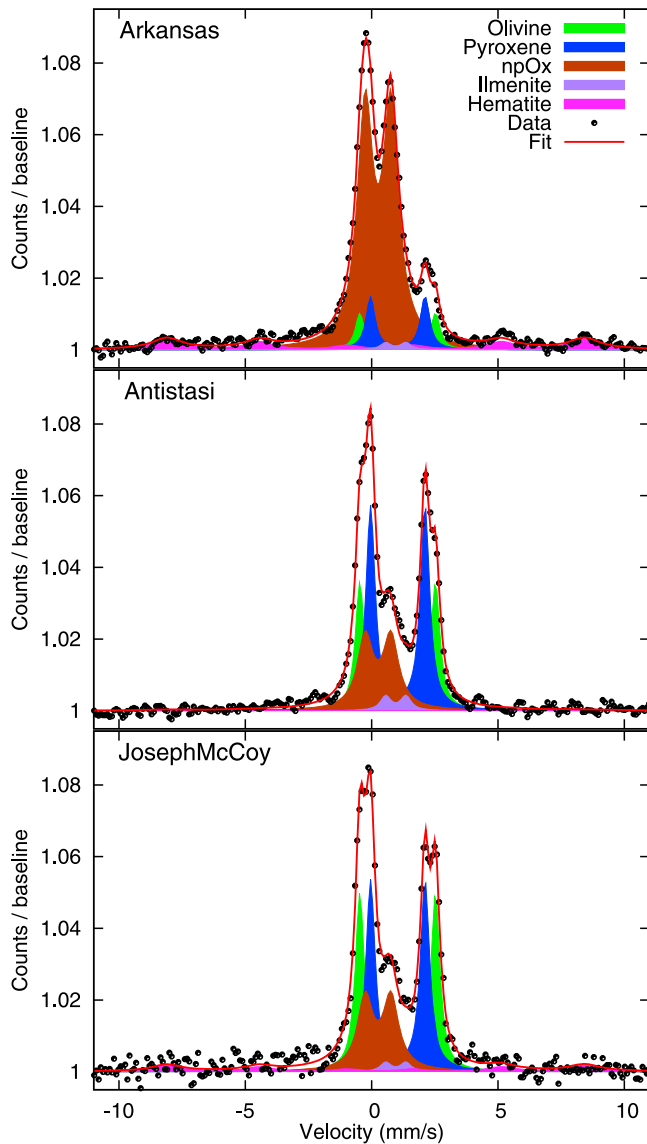 Arkansas
Olivine
Pyroxene
npOx
Ilmenite
Hematite
Data
Fit
1.08
1.06
1.04
1.02
1
Counts / baseline
Antistasi
1.08
1.06
1.04
1.02
1
Counts / baseline
JosephMcCoy
1.08
1.06
1.04
1.02
1
Counts / baseline
-10 -5 0 5 10
Velocity (mm/s)